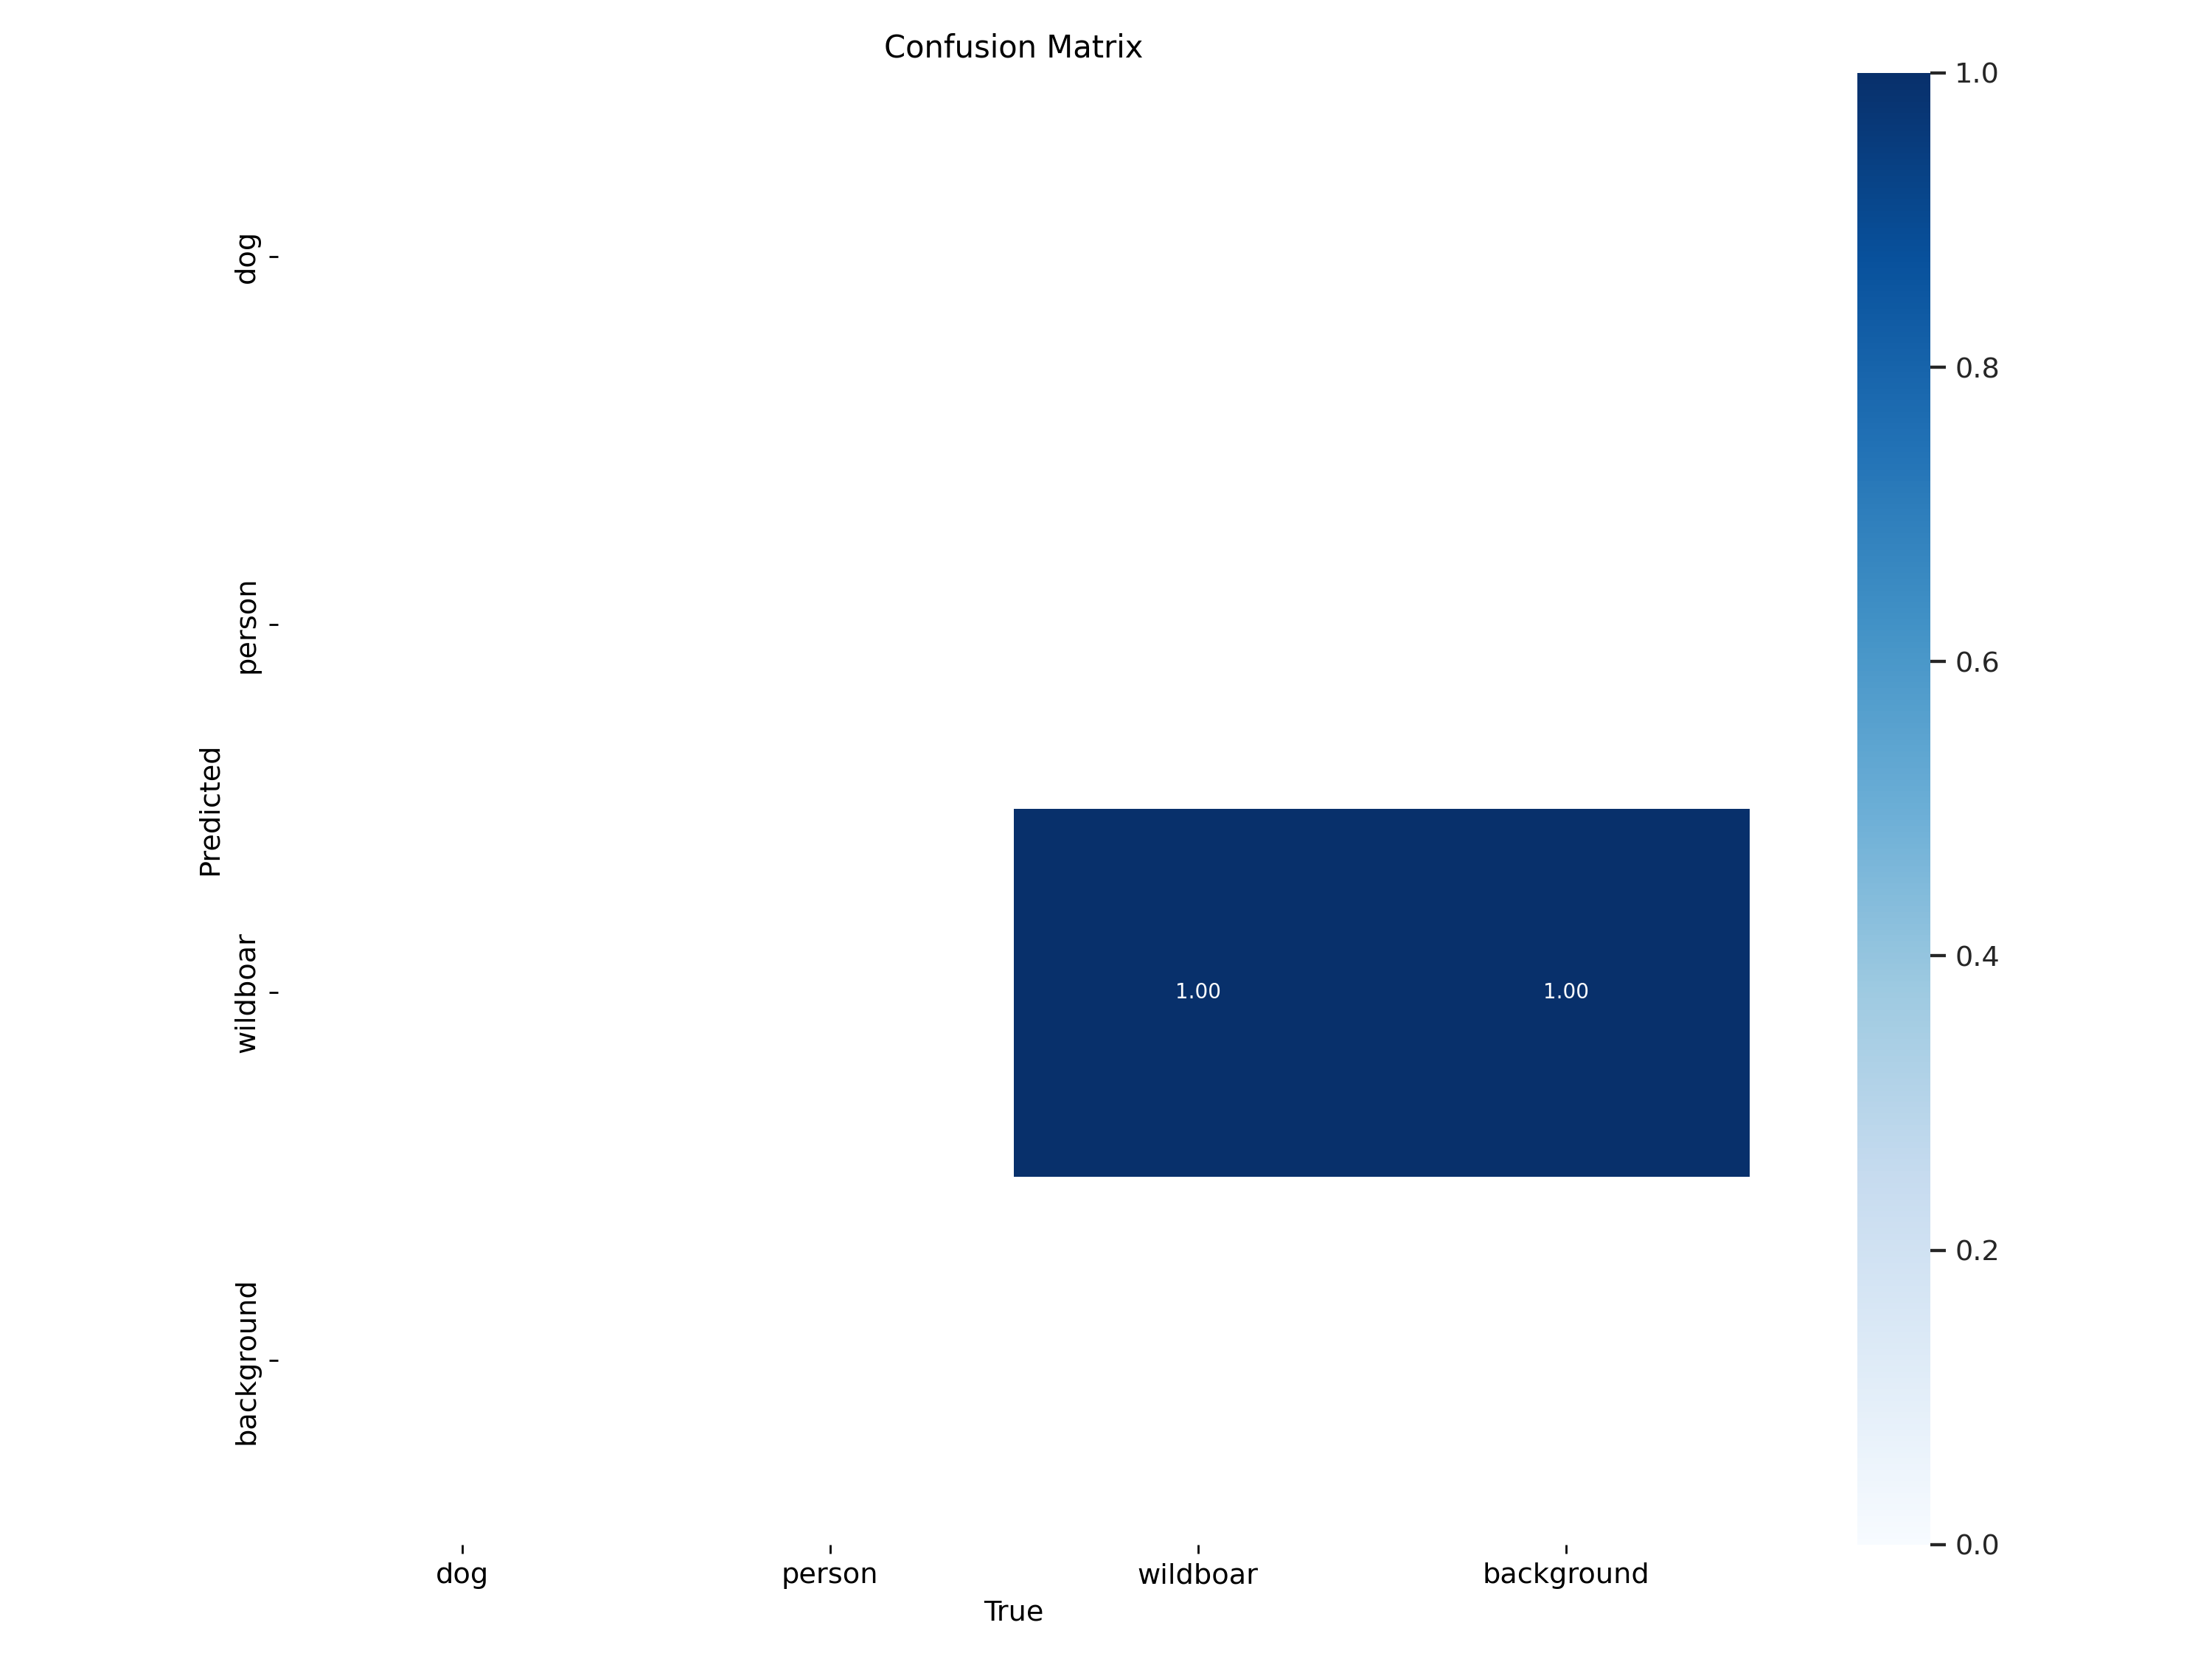 Confusion Matrix
1.0
0.8
0.6
0.4
0.2
0.0
Predicted
dog
person
wildboar
background
1.00 1.00
dog person wildboar background
True